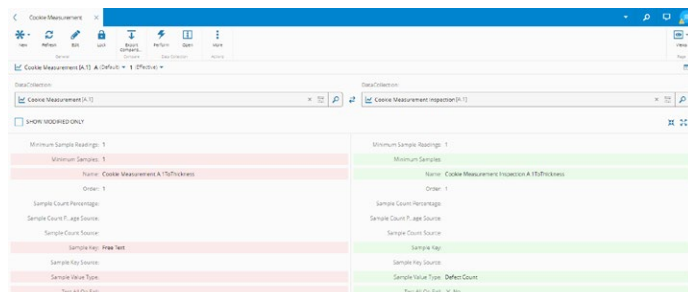 Cookie Measurement ×
New Refresh Edit Lock Export Perform Open More
General Compare Data Collection Actions Page
Cookie Measurement [A.1] A (Default) 1 (Effective)
DataCollection: DataCollection:
Cookie Measurement [A.1] × Cookie Measurement Inspection [A.1] ×
SHOW MODIFIED ONLY
Minimum Sample Readings: 1 Minimum Sample Readings: 1
Minimum Samples: 1 Minimum Samples:
Name: Cookie Measurement A 1ToThickness Name: Cookie Measurement Inspection A 1ToThickness
Order: 1 Order: 1
Sample Count Percentage: Sample Count Percentage:
Sample Count P...age Source: Sample Count P...age Source:
Sample Count Source: Sample Count Source:
Sample Key: Free Text Sample Key:
Sample Key Source: Sample Key Source:
Sample Value Type: Sample Value Type: Defect Count